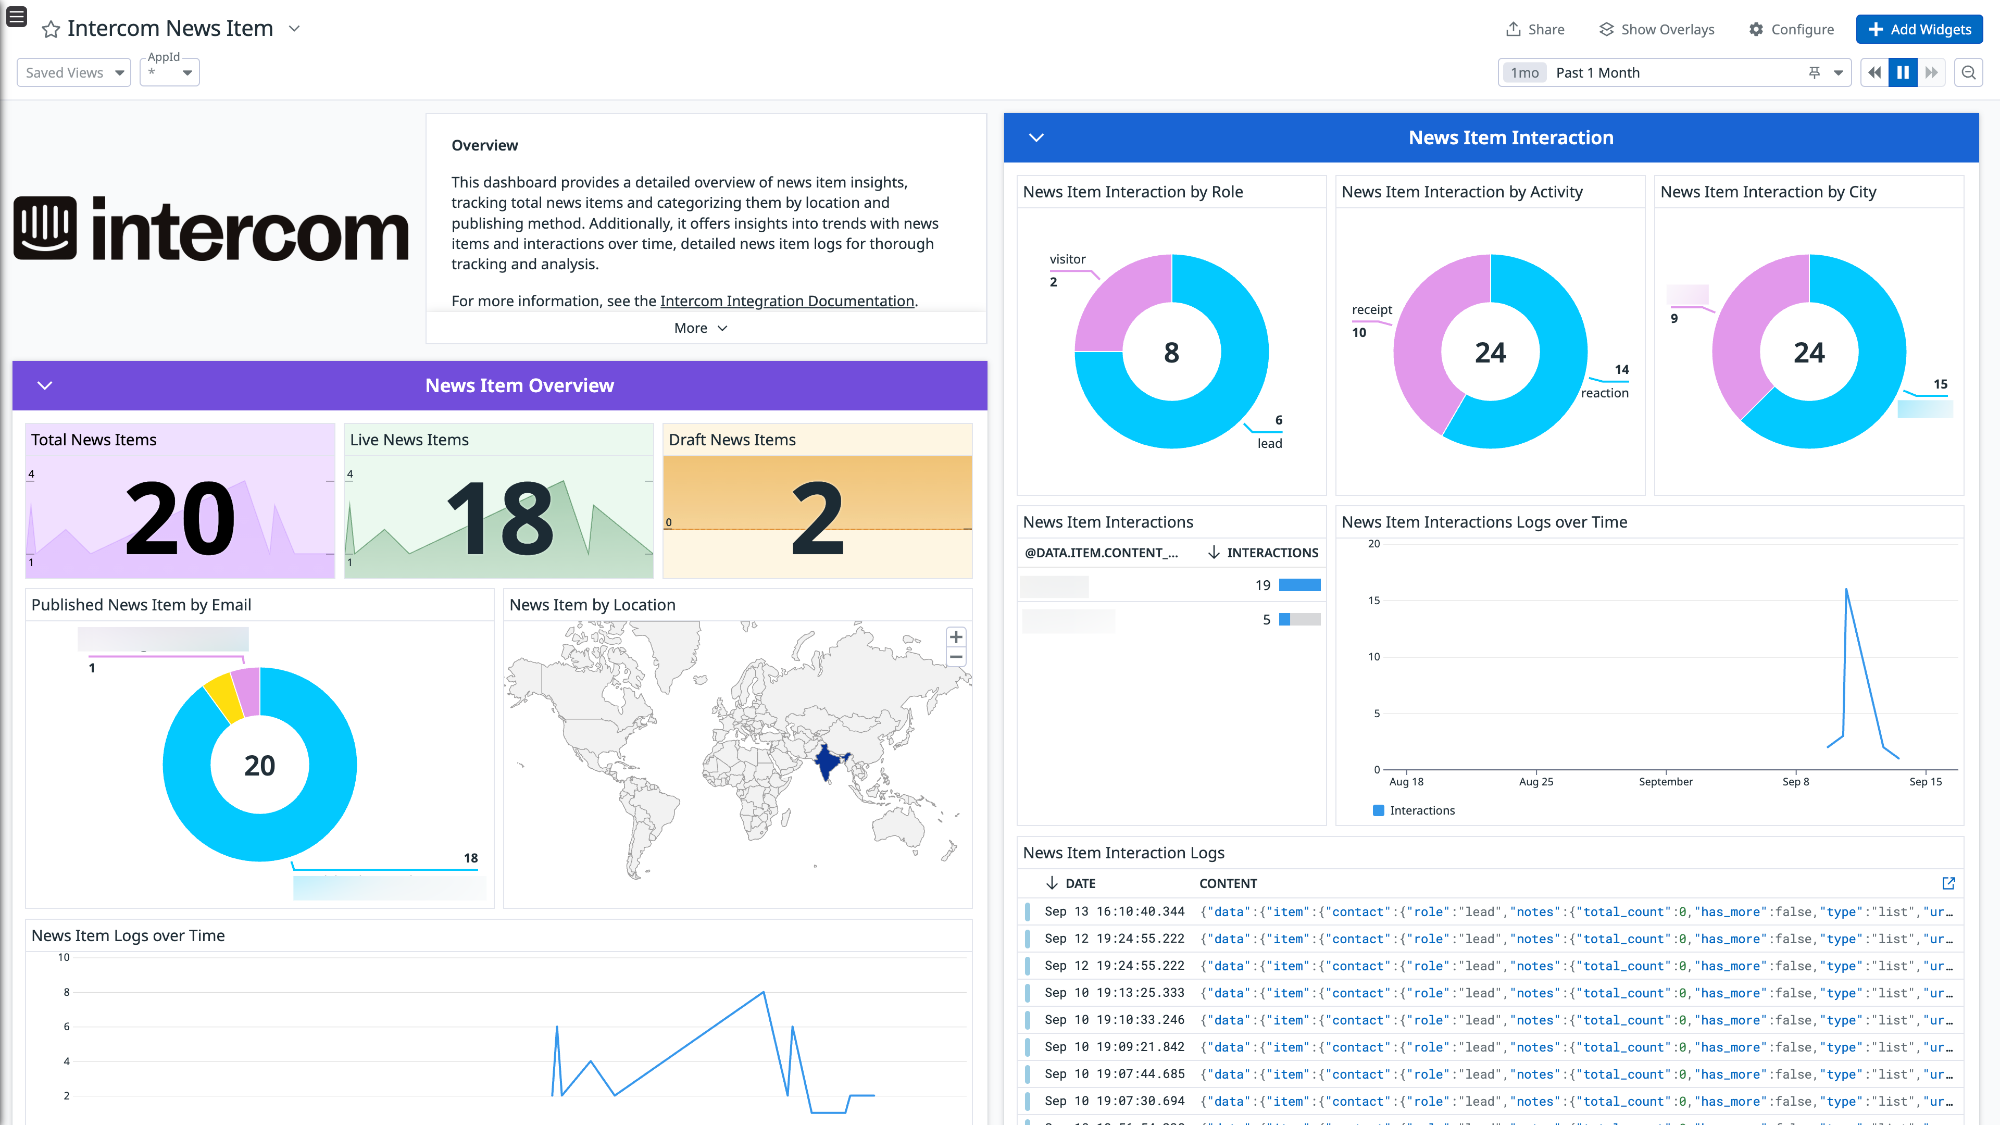 Intercom News Item
Share
Show Overlays
Configure
Add Widgets
Saved Views
AppId
*
1mo Past 1 Month
intercom
Overview
This dashboard provides a detailed overview of news item insights,
tracking total news items and categorizing them by location and
publishing method. Additionally, it offers insights into trends with news
items and interactions over time, detailed news item logs for thorough
tracking and analysis.
For more information, see the Intercom Integration Documentation.
More
News Item Overview
Total News Items
4
20
1
Live News Items
4
18
1
Draft News Items
0
2
Published News Item by Email
1
20
18
News Item by Location
+
−
News Item Logs over Time
10
8
6
4
2
News Item Interaction
News Item Interaction by Role
visitor
2
8
6
lead
News Item Interaction by Activity
receipt
10
24
14
reaction
News Item Interaction by City
9
24
15
News Item Interactions
@DATA.ITEM.CONTENT_... INTERACTIONS
19
5
News Item Interactions Logs over Time
20
15
10
5
0
Aug 18 Aug 25 September Sep 8 Sep 15
Interactions
News Item Interaction Logs
DATE CONTENT
Sep 13 16:10:40.344 {"data":{"item":{"contact":{"role":"lead","notes":{"total_count":0,"has_more":false,"type":"list","ur…
Sep 12 19:24:55.222 {"data":{"item":{"contact":{"role":"lead","notes":{"total_count":0,"has_more":false,"type":"list","ur…
Sep 12 19:24:55.222 {"data":{"item":{"contact":{"role":"lead","notes":{"total_count":0,"has_more":false,"type":"list","ur…
Sep 10 19:13:25.333 {"data":{"item":{"contact":{"role":"lead","notes":{"total_count":0,"has_more":false,"type":"list","ur…
Sep 10 19:10:33.246 {"data":{"item":{"contact":{"role":"lead","notes":{"total_count":0,"has_more":false,"type":"list","ur…
Sep 10 19:09:21.842 {"data":{"item":{"contact":{"role":"lead","notes":{"total_count":0,"has_more":false,"type":"list","ur…
Sep 10 19:07:44.685 {"data":{"item":{"contact":{"role":"lead","notes":{"total_count":0,"has_more":false,"type":"list","ur…
Sep 10 19:07:30.694 {"data":{"item":{"contact":{"role":"lead","notes":{"total_count":0,"has_more":false,"type":"list","ur…